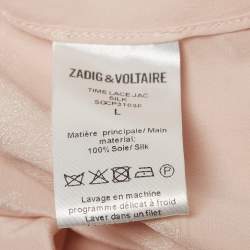 ZADIG & VOLTAIRE
TIME LACE JAC
SILK
L
Matière principale/Main
material:
100% Soie/ Silk
Lavage en machine
programme délicat à froid
Laver dans un filet